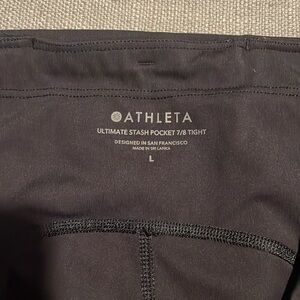 ATHLETA
ULTIMATE STASH POCKET 7/8 TIGHT
DESIGNED IN SAN FRANCISCO
MADE IN SRI LANKA
L